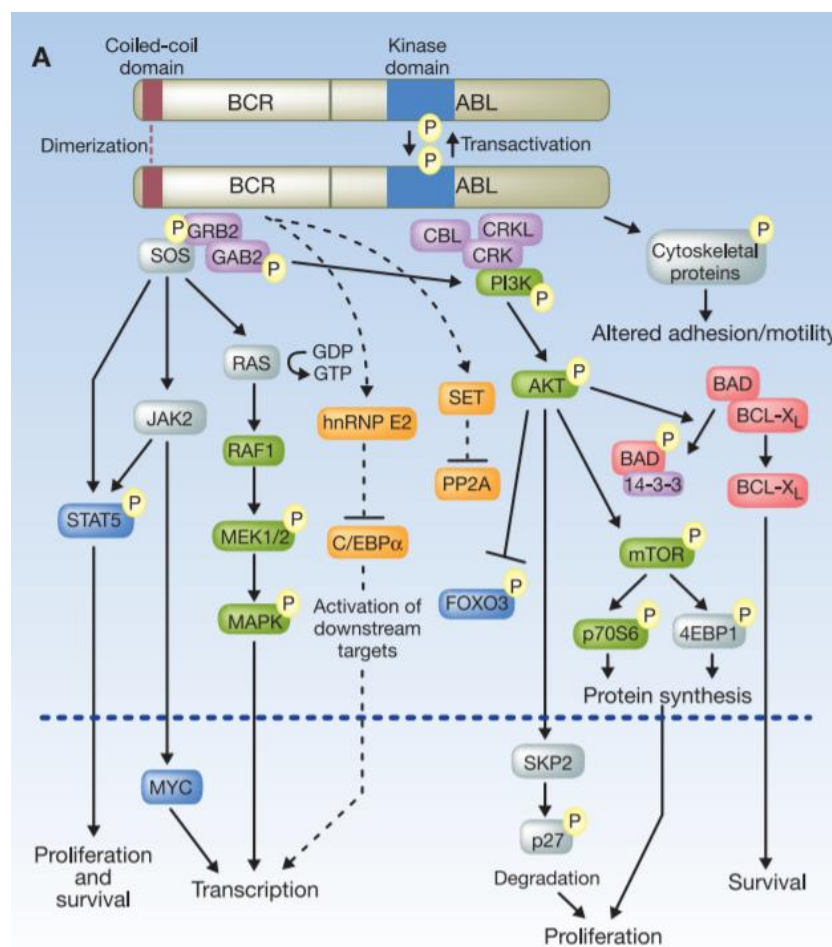 A
Coiled-coil
domain
Kinase
domain
BCR
ABL
P
Dimerization
P
Transactivation
BCR
ABL
P
GRB2
SOS
GAB2
P
CBL
CRKL
CRK
PI3K
P
P
Cytoskeletal
proteins
Altered adhesion/motility
RAS
GDP
GTP
JAK2
hnRNP E2
SET
AKT
P
BAD
BCL-XL
RAF1
PP2A
P
BAD
14-3-3
BCL-XL
STAT5
P
MEK1/2
P
C/EBPα
mTOR
P
MAPK
P
Activation of
downstream
targets
FOXO3
P
p70S6
P
4EBP1
P
Protein synthesis
MYC
SKP2
p27
P
Proliferation
and
survival
Transcription
Degradation
Survival
Proliferation